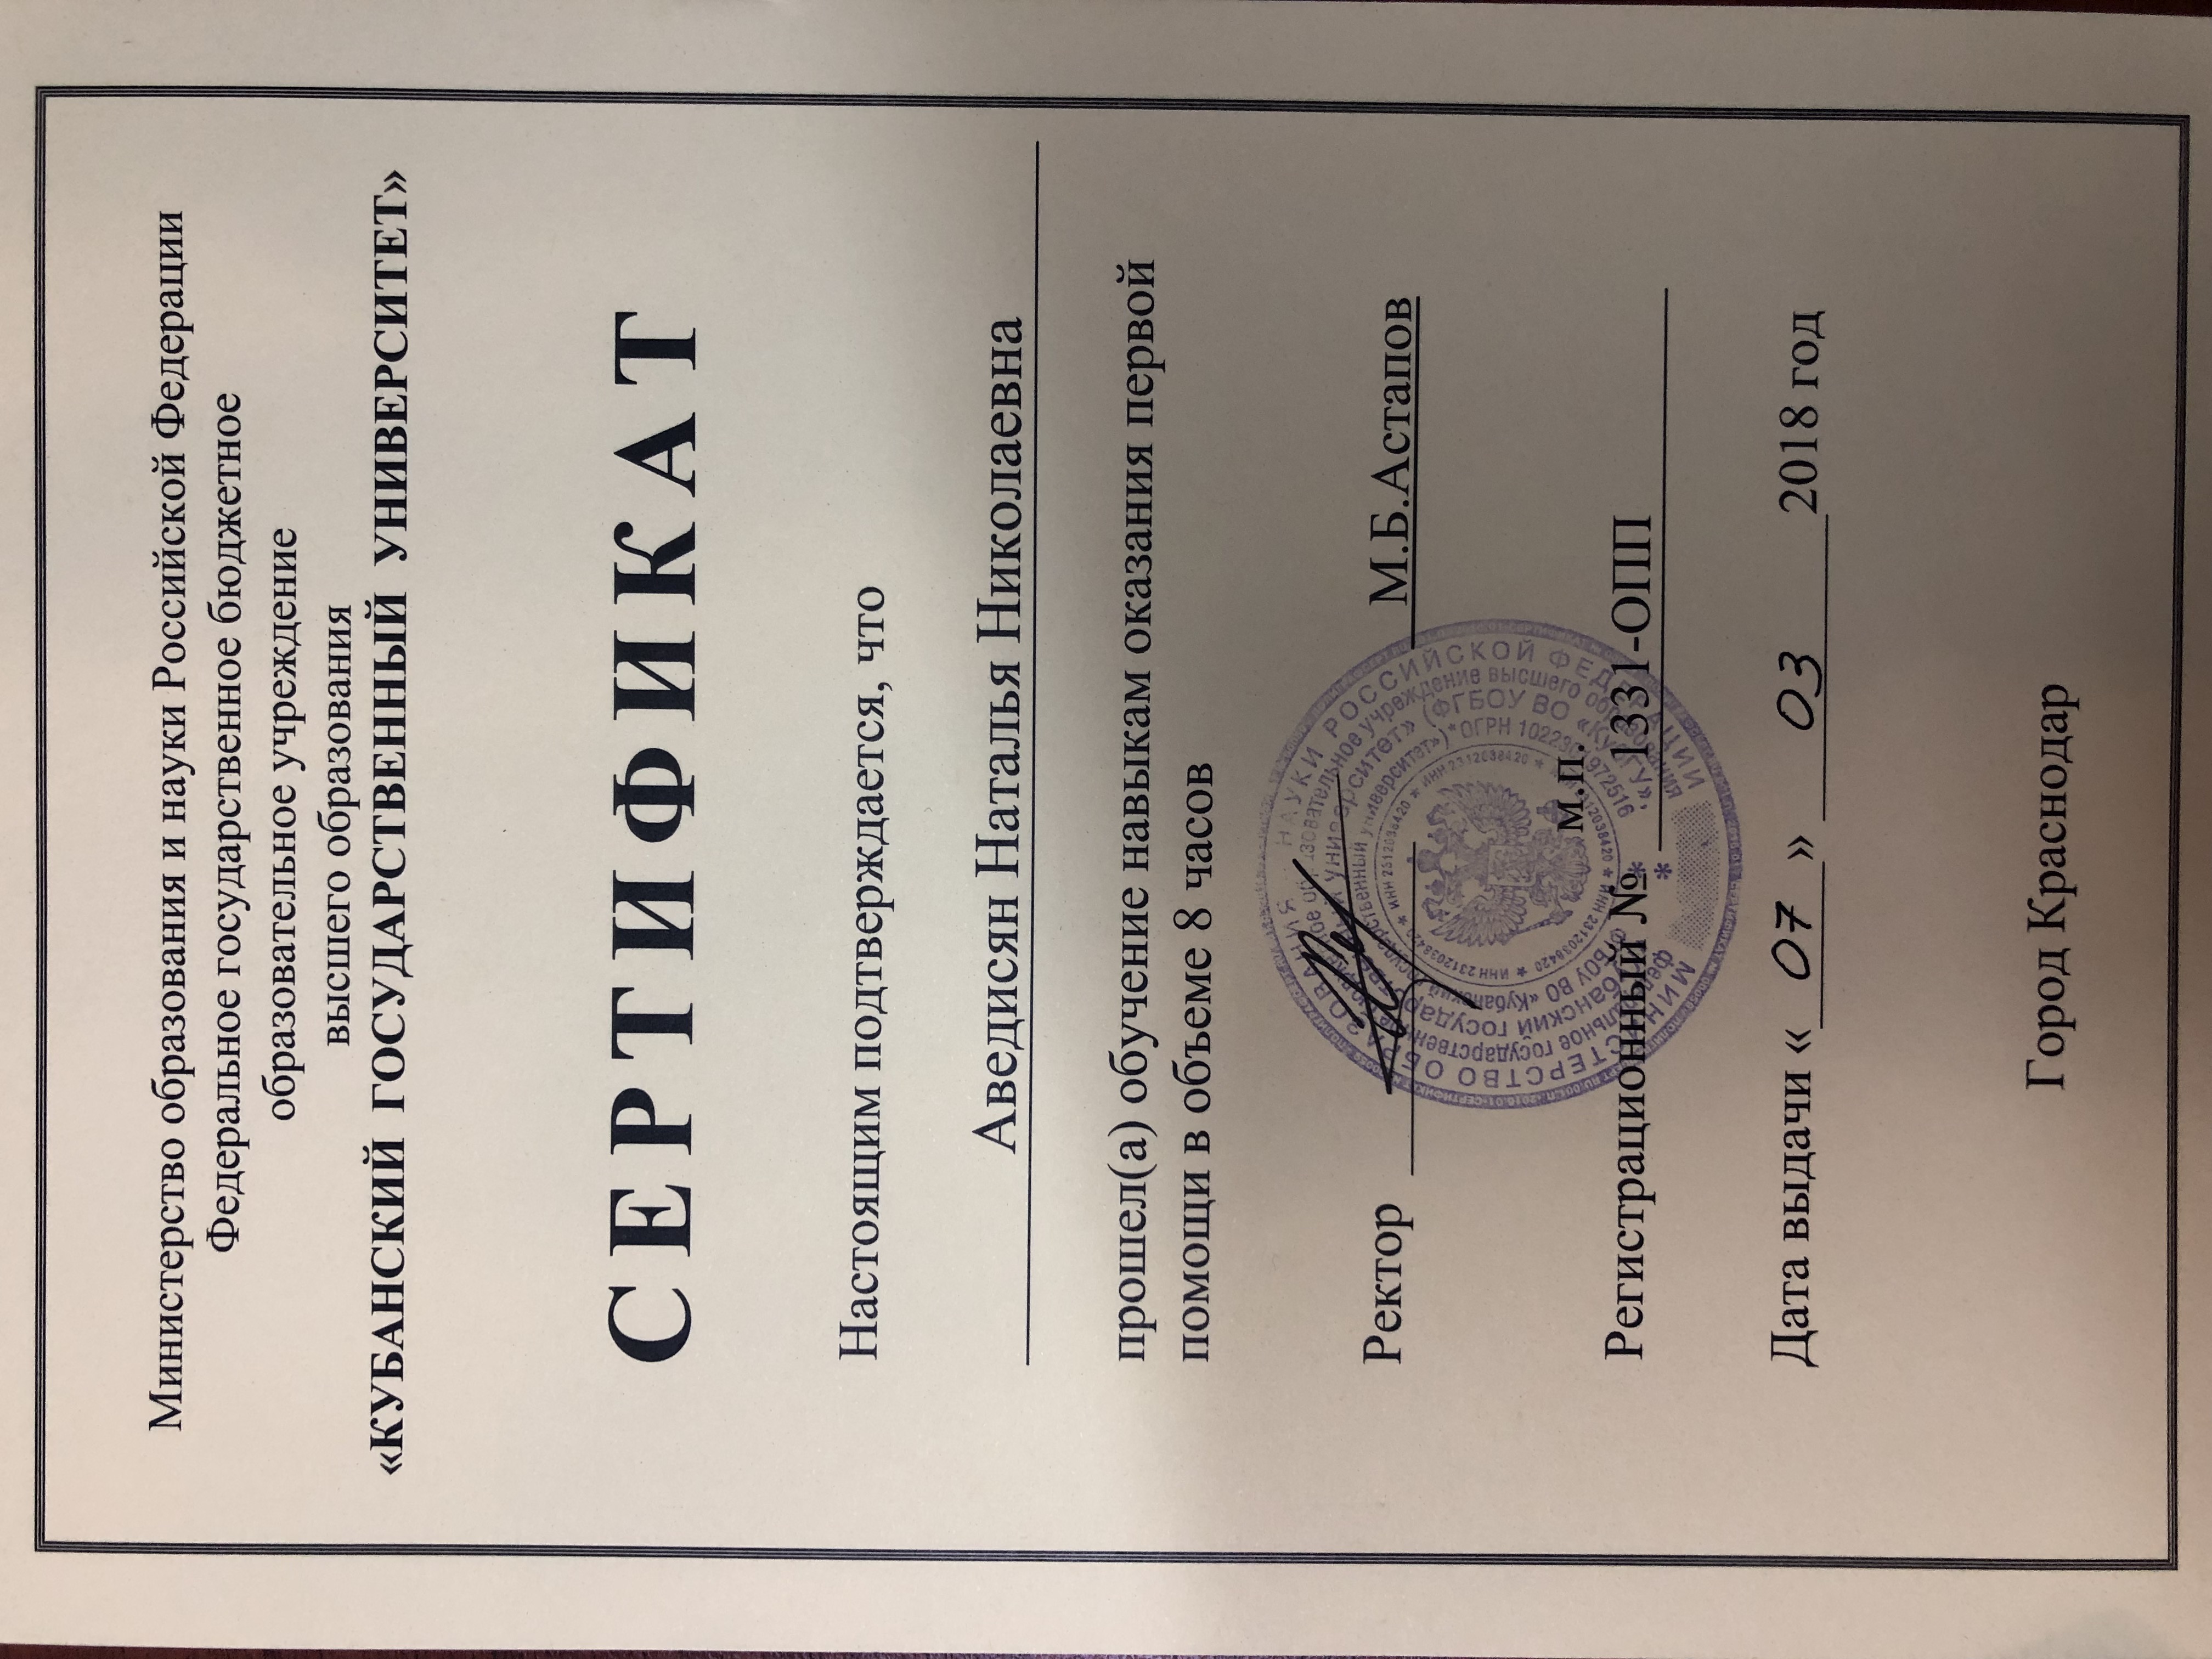 Министерство образования и науки Российской Федерации
Федеральное государственное бюджетное
образовательное учреждение
высшего образования
«КУБАНСКИЙ ГОСУДАРСТВЕННЫЙ УНИВЕРСИТЕТ»
СЕРТИФИКАТ
Настоящим подтверждается, что
Аведисян Наталья Николаевна
прошел(а) обучение навыкам оказания первой
помощи в объеме 8 часов
Ректор М.Б.Астапов
м.п.
Регистрационный № 1331-ОПП
Дата выдачи « 07 » 03 2018 год
Город Краснодар